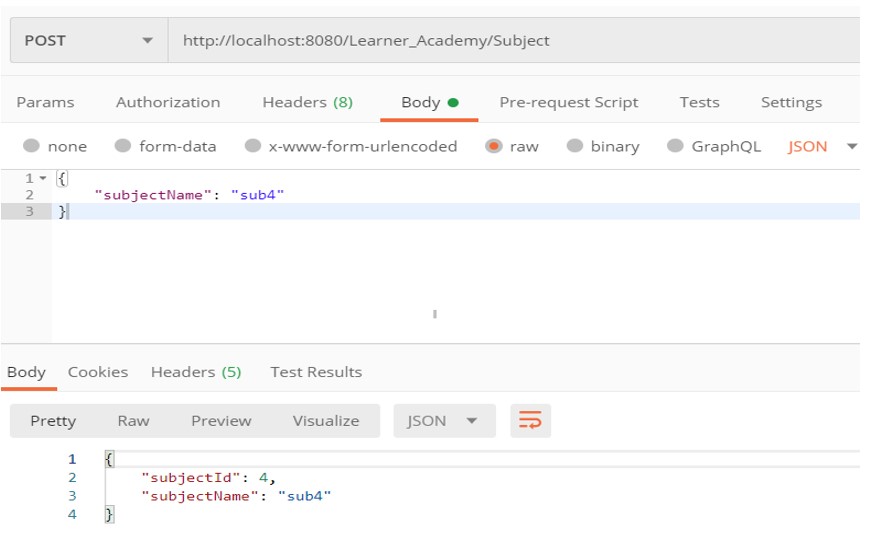 POST http://localhost:8080/Learner_Academy/Subject
Params Authorization Headers (8) Body Pre-request Script Tests Settings
none form-data x-www-form-urlencoded raw binary GraphQL JSON
1 {
2 "subjectName": "sub4"
3 }
Body Cookies Headers (5) Test Results
Pretty Raw Preview Visualize JSON
1 {
2 "subjectId": 4,
3 "subjectName": "sub4"
4 }